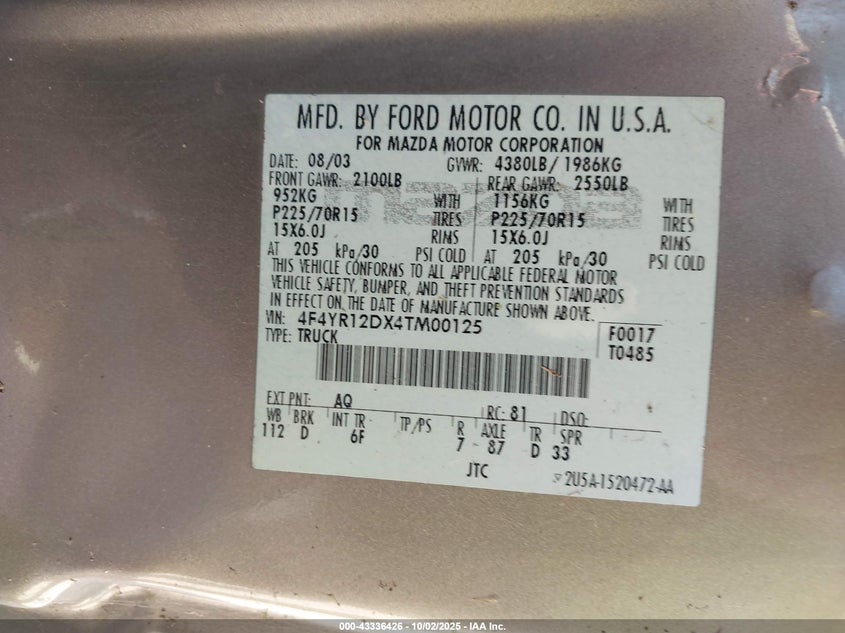 MFD. BY FORD MOTOR CO. IN U.S.A.
FOR MAZDA MOTOR CORPORATION
DATE: 08/03 GVWR: 4380LB/ 1986KG
FRONT GAWR: 2100LB REAR GAWR: 2550LB
952KG WITH 1156KG WITH
P225/70R15 TIRES P225/70R15 TIRES
15X6.0J RIMS 15X6.0J RIMS
AT 205 kPa/30 PSI COLD AT 205 kPa/30 PSI COLD
THIS VEHICLE CONFORMS TO ALL APPLICABLE FEDERAL MOTOR
VEHICLE SAFETY, BUMPER, AND THEFT PREVENTION STANDARDS
IN EFFECT ON THE DATE OF MANUFACTURE SHOWN ABOVE.
VIN: 4F4YR12DX4TM00125 F0017
TYPE: TRUCK T0485
EXT PNT: AQ RC: 81 DSO:
WB BRK INT TR TP/PS R AXLE TR SPR
112 D 6F 7 87 D 33
JTC 2U5A-1520472-AA
mazda
000-43336426 - 10/02/2025 - IAA Inc.